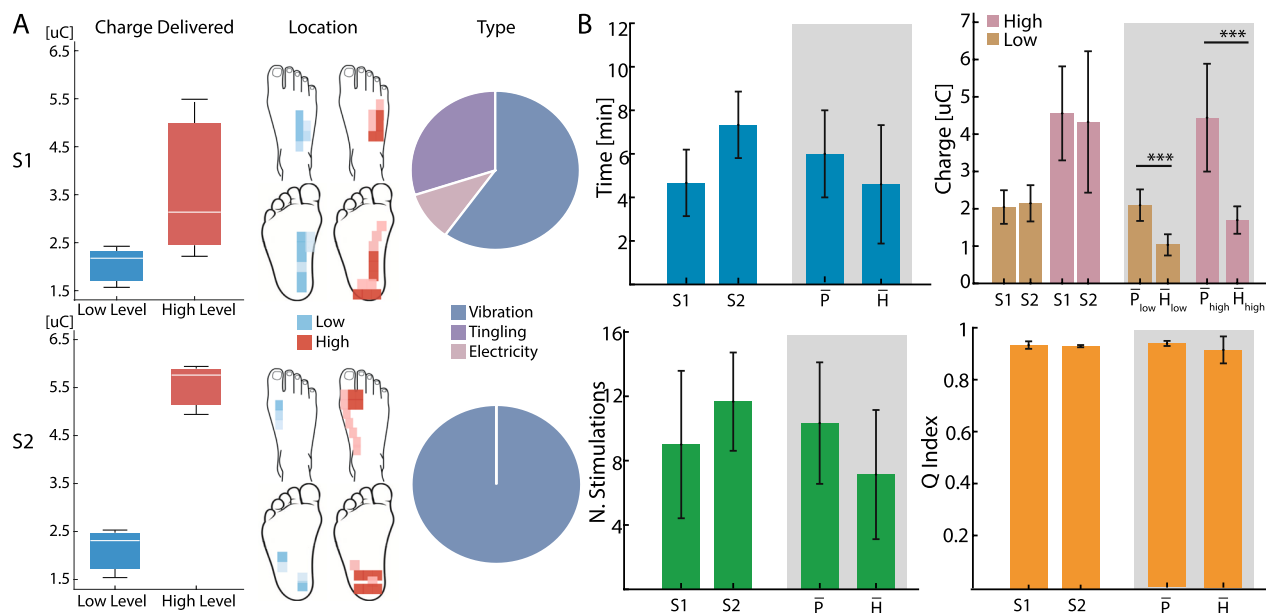 A
[uC]
Charge Delivered
Location
Type
6.5
5.5
4.5
3.5
2.5
1.5
S1
Low Level
High Level
[uC]
6.5
5.5
4.5
3.5
2.5
1.5
S2
Low Level
High Level
Low
High
Vibration
Tingling
Electricity
B
Time [min]
12
10
8
6
4
2
S1
S2
P̅
H̅
Charge [uC]
7
6
5
4
3
2
1
0
High
Low
***
***
S1
S2
S1
S2
P̅low
H̅low
P̅high
H̅high
N. Stimulations
16
12
8
4
S1
S2
P̅
H̅
Q Index
1
0.8
0.6
0.4
0.2
S1
S2
P̅
H̅